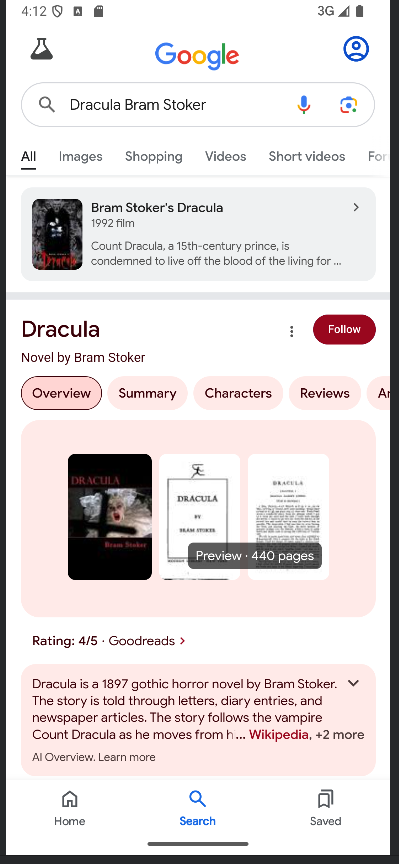 4:12
3G
Google
Dracula Bram Stoker
All Images Shopping Videos Short videos For
Bram Stoker's Dracula
1992 film
Count Dracula, a 15th-century prince, is
condemned to live off the blood of the living for ...
Dracula
Follow
Novel by Bram Stoker
Overview Summary Characters Reviews
DRACULA
Bram Stoker
DRACULA
BY
BRAM STOKER
DRACULA
Preview · 440 pages
Rating: 4/5 · Goodreads
Dracula is a 1897 gothic horror novel by Bram Stoker.
The story is told through letters, diary entries, and
newspaper articles. The story follows the vampire
Count Dracula as he moves from h... Wikipedia, +2 more
AI Overview. Learn more
Home Search Saved